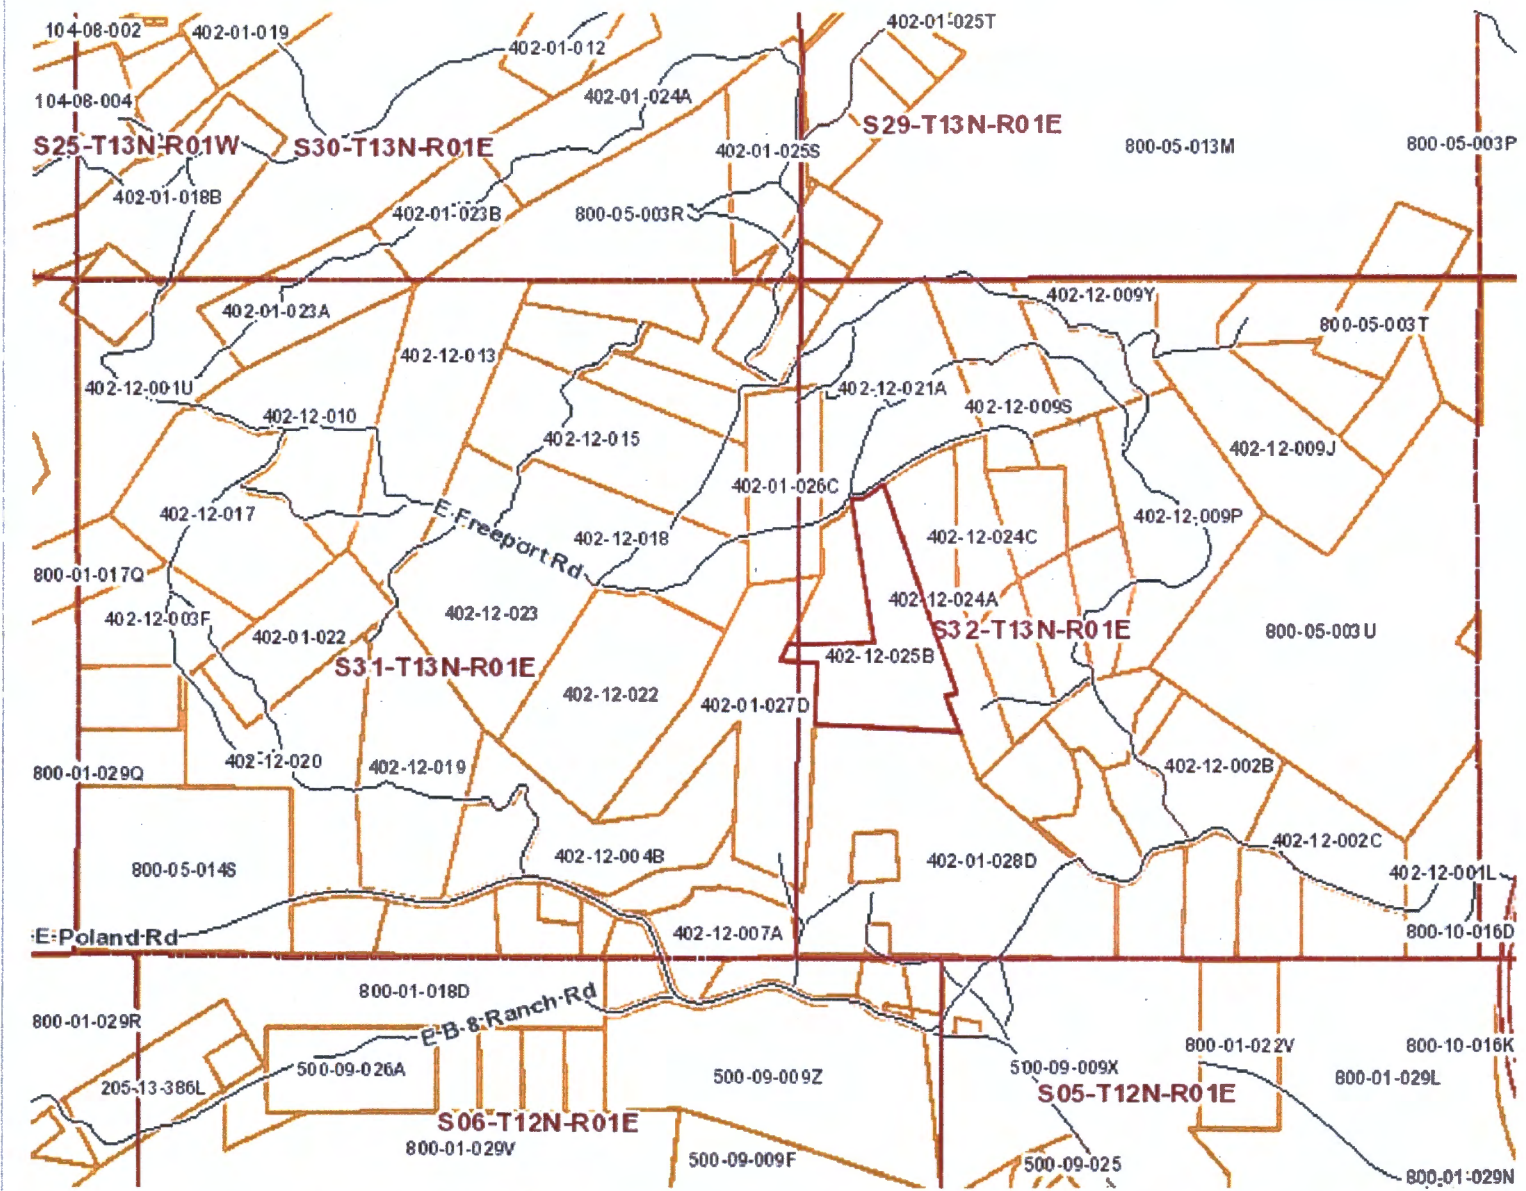 104-08-002
402-01-019
402-01-012
402-01-025T
104-08-004
402-01-024A
S25-T13N-R01W
S30-T13N-R01E
402-01-025S
S29-T13N-R01E
800-05-013M
800-05-003P
402-01-018B
402-01-023B
800-05-003R
402-01-023A
402-12-009Y
800-05-003T
402-12-013
402-12-001U
402-12-010
402-12-021A
402-12-009S
402-12-015
402-12-009J
402-01-026C
402-12-017
E Freeport Rd
402-12-018
402-12-024C
402-12-009P
800-01-017Q
402-12-003F
402-01-022
402-12-023
402-12-024A
S32-T13N-R01E
800-05-003U
S31-T13N-R01E
402-12-025B
402-12-022
402-01-027D
800-01-029Q
402-12-020
402-12-019
402-12-002B
800-05-014S
402-12-004B
402-01-028D
402-12-002C
402-12-001L
E Poland Rd
402-12-007A
800-10-016D
800-01-018D
800-01-029R
E B-8 Ranch Rd
800-01-022V
800-10-016K
205-13-386L
500-09-026A
500-09-009Z
500-09-009X
800-01-029L
S05-T12N-R01E
S06-T12N-R01E
800-01-029V
500-09-009F
500-09-025
800-01-029N